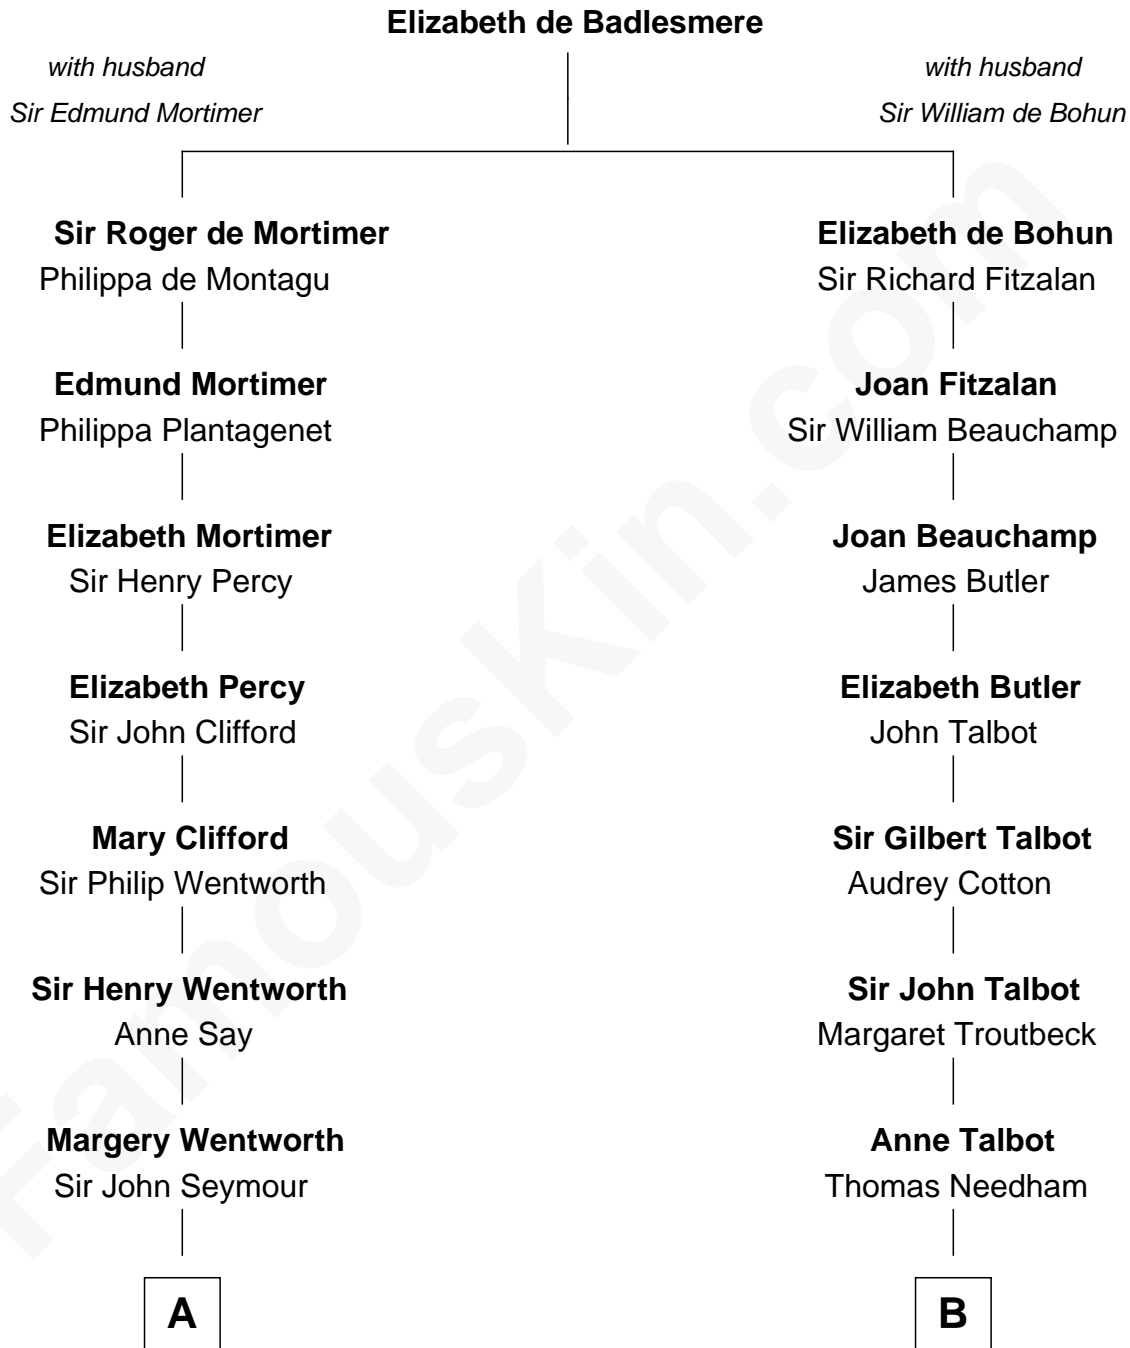 Elizabeth de Badlesmere
with husband
Sir Edmund Mortimer
with husband
Sir William de Bohun
Sir Roger de Mortimer
Philippa de Montagu
Edmund Mortimer
Philippa Plantagenet
Elizabeth Mortimer
Sir Henry Percy
Elizabeth Percy
Sir John Clifford
Mary Clifford
Sir Philip Wentworth
Sir Henry Wentworth
Anne Say
Margery Wentworth
Sir John Seymour
A
Elizabeth de Bohun
Sir Richard Fitzalan
Joan Fitzalan
Sir William Beauchamp
Joan Beauchamp
James Butler
Elizabeth Butler
John Talbot
Sir Gilbert Talbot
Audrey Cotton
Sir John Talbot
Margaret Troutbeck
Anne Talbot
Thomas Needham
B
FamousKin.com